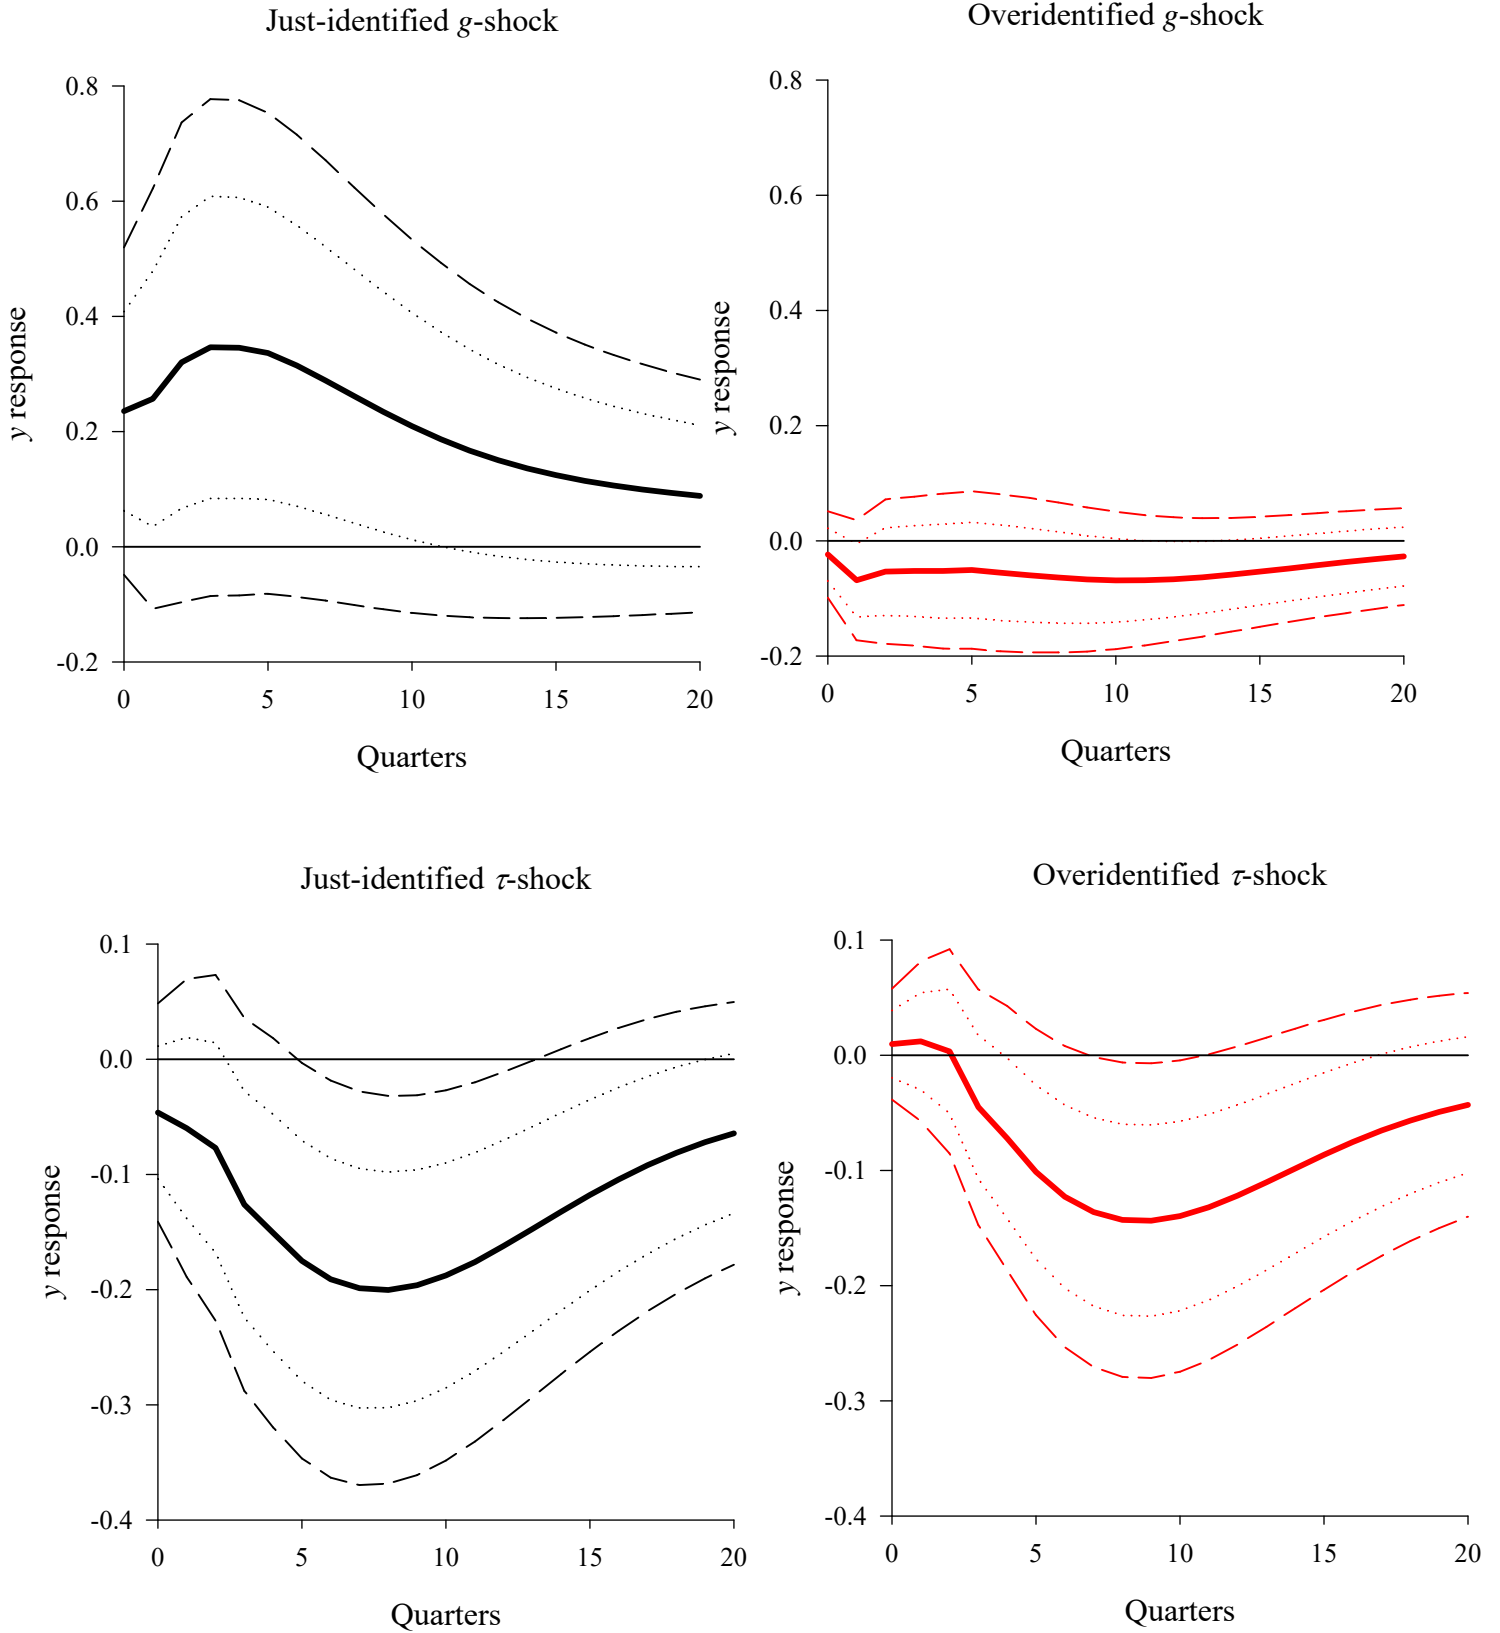 Just-identified g-shock
0.8
0.6
0.4
0.2
0.0
-0.2
y response
0 5 10 15 20
Quarters
Overidentified g-shock
0.8
0.6
0.4
0.2
0.0
-0.2
y response
0 5 10 15 20
Quarters
Just-identified τ-shock
0.1
0.0
-0.1
-0.2
-0.3
-0.4
y response
0 5 10 15 20
Quarters
Overidentified τ-shock
0.1
0.0
-0.1
-0.2
-0.3
-0.4
y response
0 5 10 15 20
Quarters